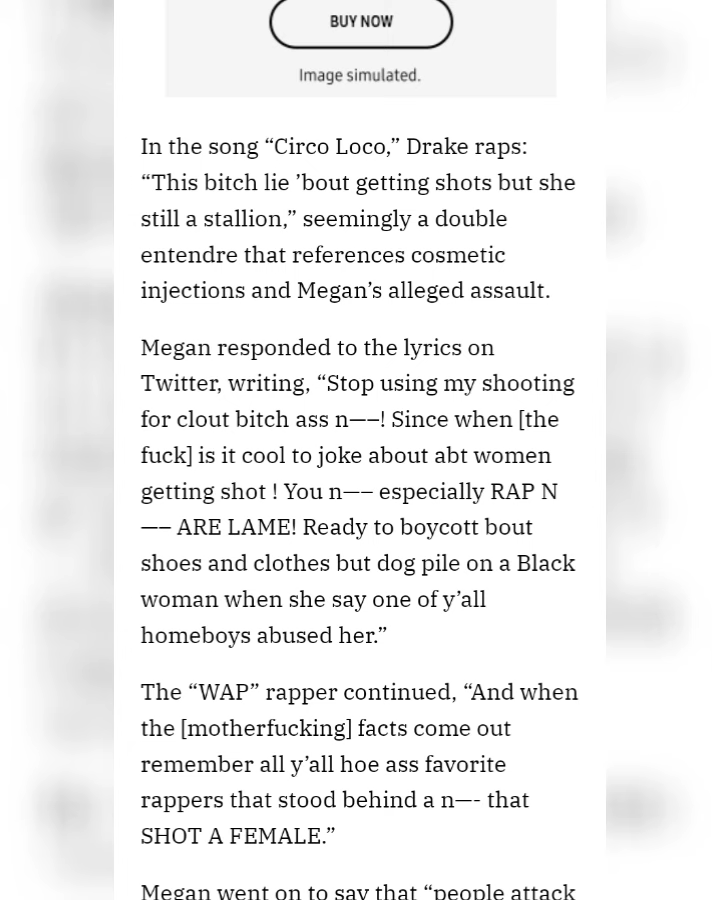 BUY NOW
Image simulated.
In the song “Circo Loco,” Drake raps:
“This bitch lie ’bout getting shots but she
still a stallion,” seemingly a double
entendre that references cosmetic
injections and Megan’s alleged assault.
Megan responded to the lyrics on
Twitter, writing, “Stop using my shooting
for clout bitch ass n—–! Since when [the
fuck] is it cool to joke about abt women
getting shot ! You n—– especially RAP N
—– ARE LAME! Ready to boycott bout
shoes and clothes but dog pile on a Black
woman when she say one of y’all
homeboys abused her.”
The “WAP” rapper continued, “And when
the [motherfucking] facts come out
remember all y’all hoe ass favorite
rappers that stood behind a n—- that
SHOT A FEMALE.”
Megan went on to say that “people attack